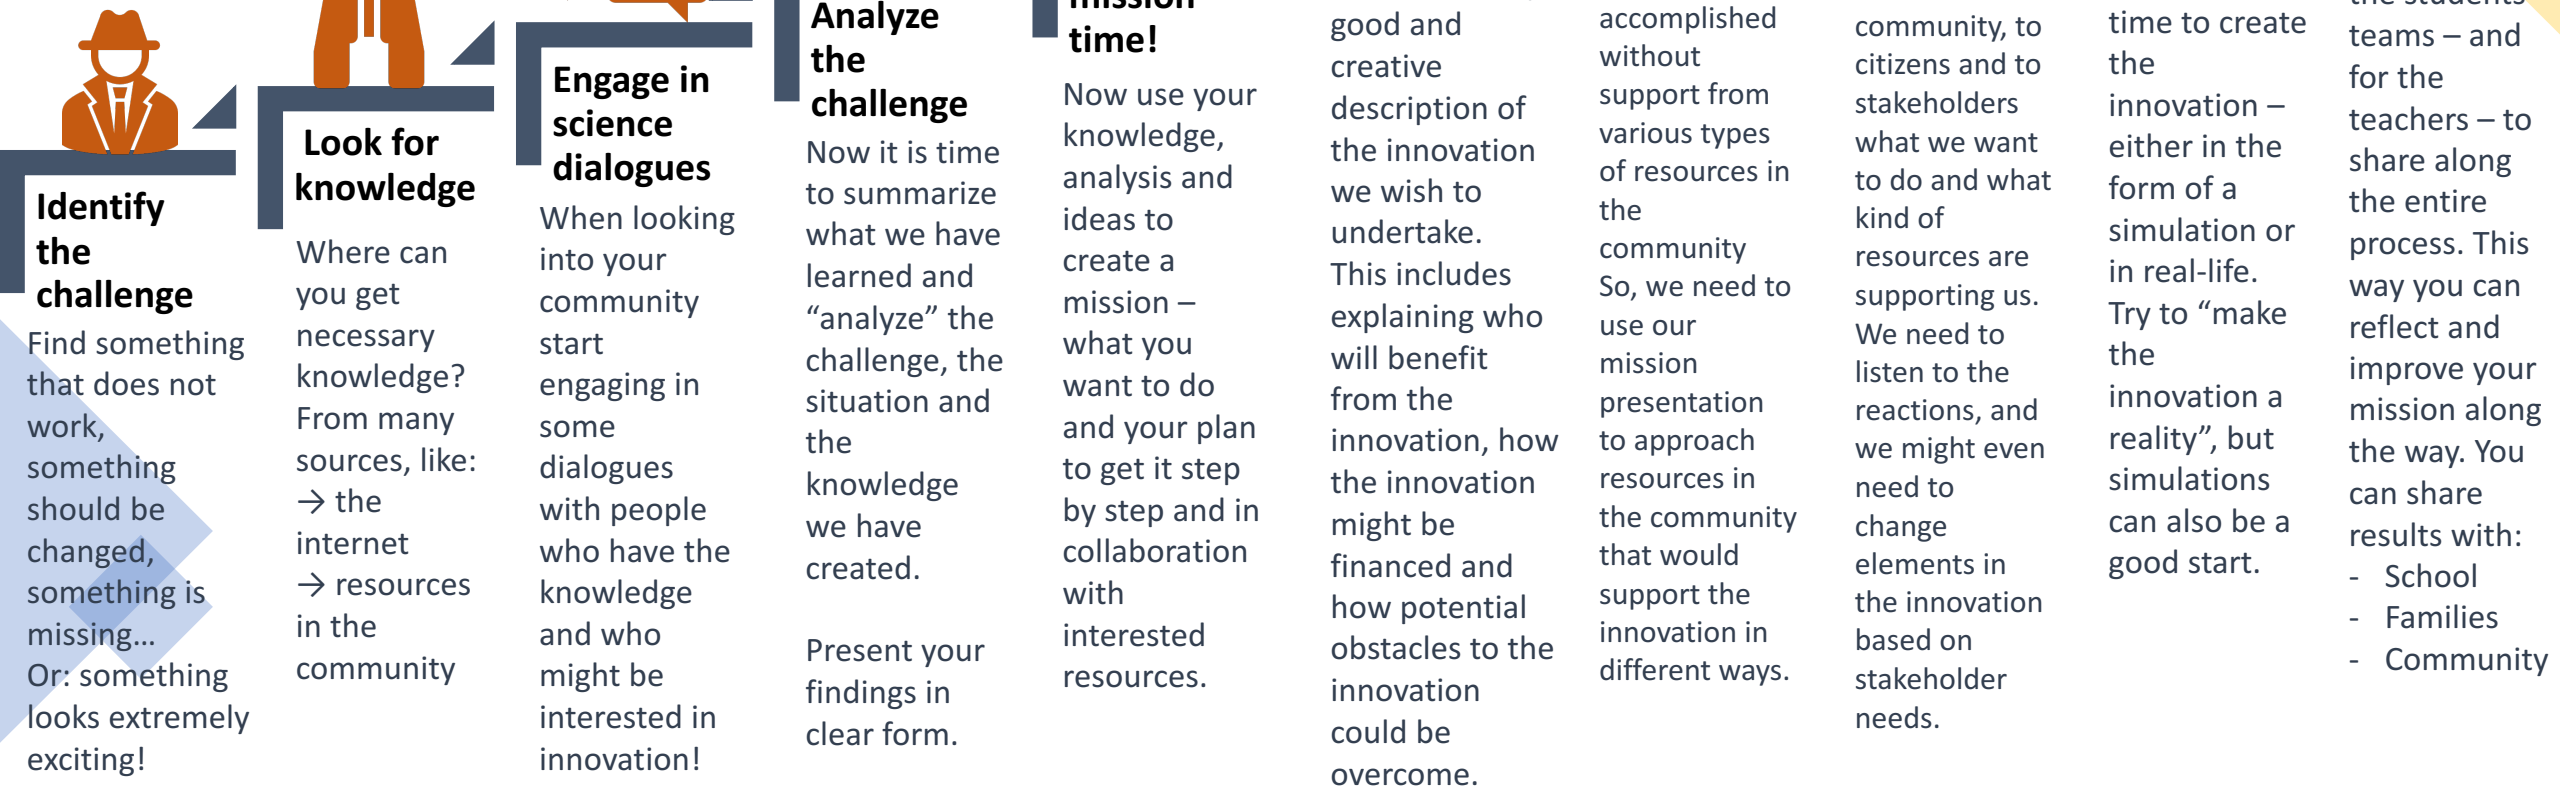 Identify
the
challenge
Find something
that does not
work,
something
should be
changed,
something is
missing...
Or: something
looks extremely
exciting!
Look for
knowledge
Where can
you get
necessary
knowledge?
From many
sources, like:
→ the
internet
→ resources
in the
community
Engage in
science
dialogues
When looking
into your
community
start
engaging in
some
dialogues
with people
who have the
knowledge
and who
might be
interested in
innovation!
Analyze
the
challenge
Now it is time
to summarize
what we have
learned and
“analyze” the
challenge, the
situation and
the
knowledge
we have
created.
Present your
findings in
clear form.
mission
time!
Now use your
knowledge,
analysis and
ideas to
create a
mission –
what you
want to do
and your plan
to get it step
by step and in
collaboration
with
interested
resources.
good and
creative
description of
the innovation
we wish to
undertake.
This includes
explaining who
will benefit
from the
innovation, how
the innovation
might be
financed and
how potential
obstacles to the
innovation
could be
overcome.
accomplished
without
support from
various types
of resources in
the
community
So, we need to
use our
mission
presentation
to approach
resources in
the community
that would
support the
innovation in
different ways.
community, to
citizens and to
stakeholders
what we want
to do and what
kind of
resources are
supporting us.
We need to
listen to the
reactions, and
we might even
need to
change
elements in
the innovation
based on
stakeholder
needs.
time to create
the
innovation –
either in the
form of a
simulation or
in real-life.
Try to “make
the
innovation a
reality”, but
simulations
can also be a
good start.
the students
teams – and
for the
teachers – to
share along
the entire
process. This
way you can
reflect and
improve your
mission along
the way. You
can share
results with:
- School
- Families
- Community